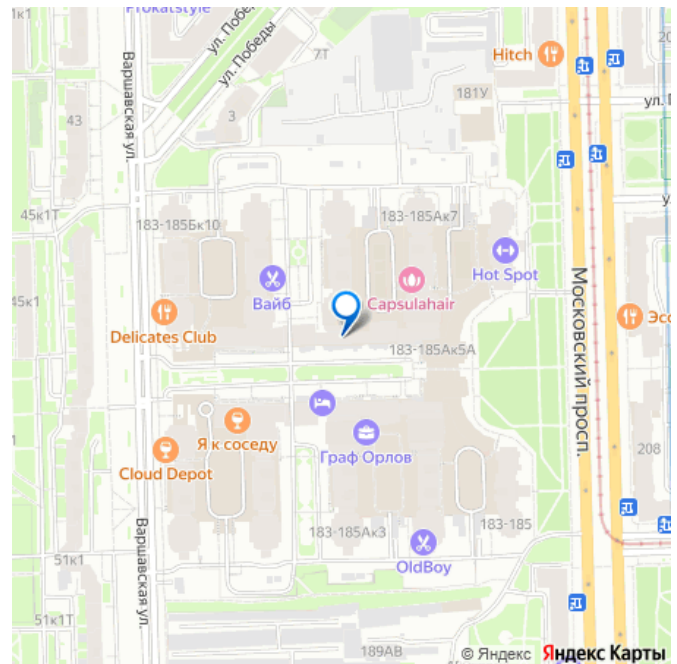 Prokatstyle
ул. Победы
ул. Победы
7Т
Hitch
20
181У
ул. П
Варшавская ул.
43
3
45к1Т
183-185Бк10
183-185Ак7
Hot Spot
Вайб
Capsulahair
45к1
Московский просп.
Эсс
Delicates Club
183-185Ак5А
Я к соседу
Граф Орлов
208
Cloud Depot
Варшавская ул.
183-185Ак3
183-185
51к1
OldBoy
51к1Т
189АВ
© Яндекс Яндекс Карты